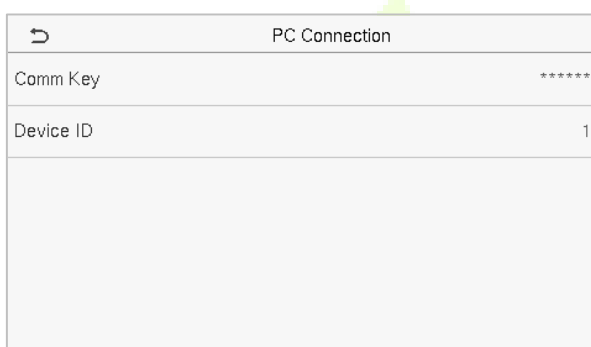 PC Connection
Comm Key ******
Device ID 1